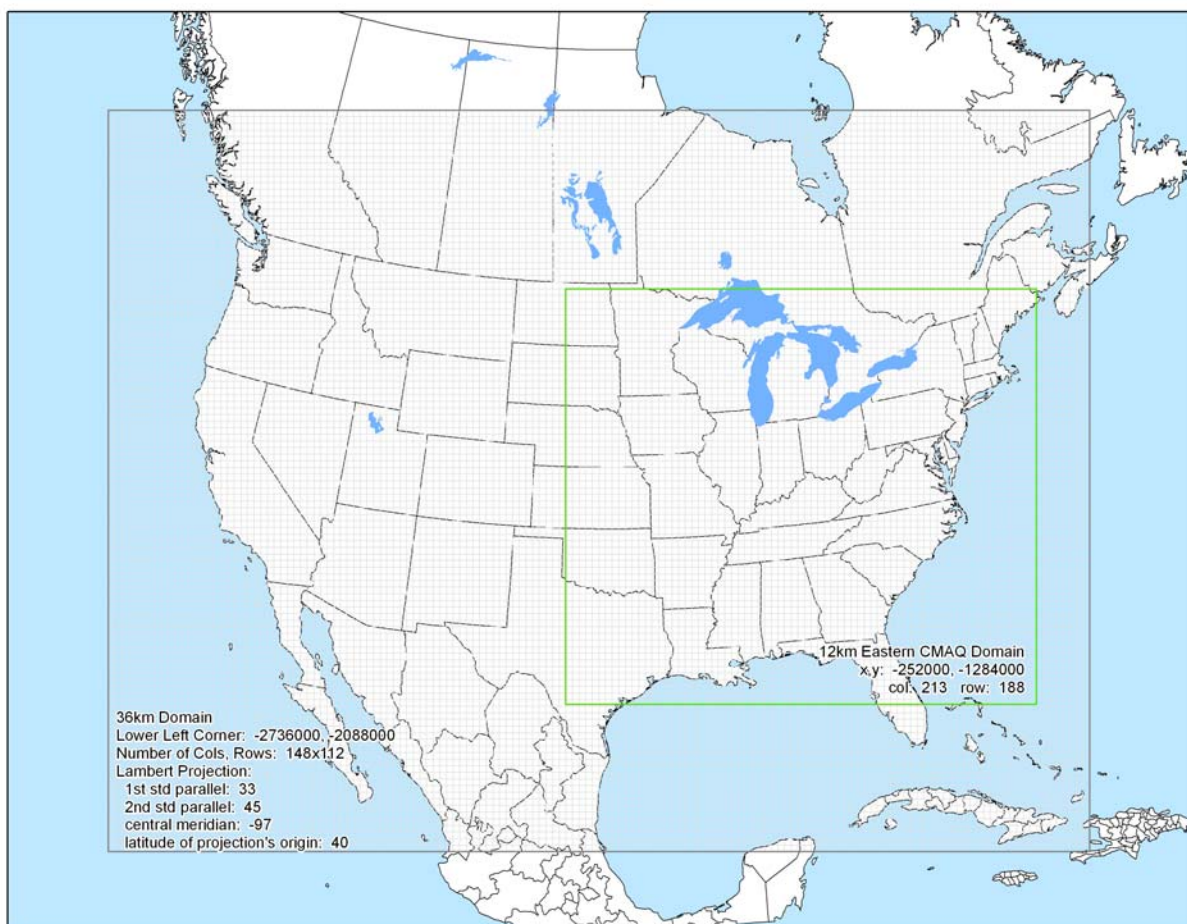 12km Eastern CMAQ Domain
x,y: -252000, -1284000
col: 213 row: 188
36km Domain
Lower Left Corner: -2736000, -2088000
Number of Cols, Rows: 148x112
Lambert Projection:
1st std parallel: 33
2nd std parallel: 45
central meridian: -97
latitude of projection's origin: 40